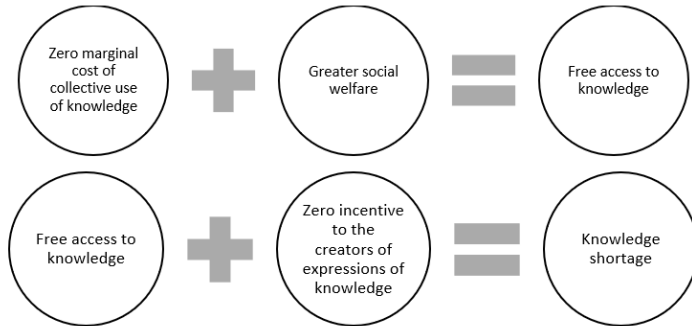 Zero marginal
cost of
collective use
of knowledge
Greater social
welfare
Free access to
knowledge
Free access to
knowledge
Zero incentive
to the
creators of
expressions of
knowledge
Knowledge
shortage